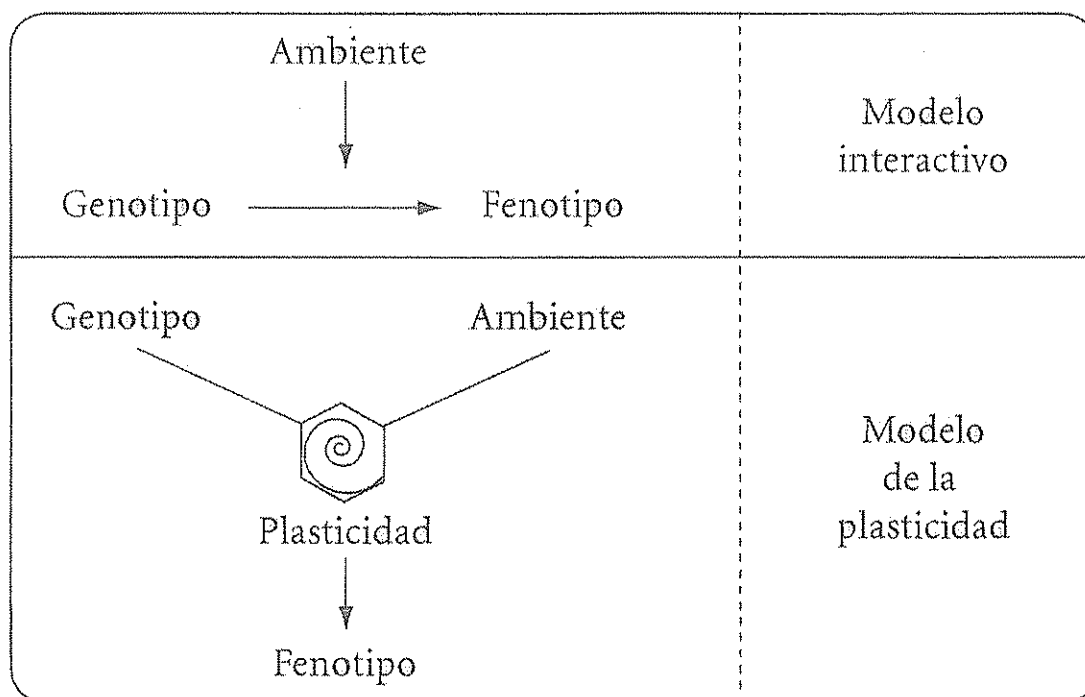 Ambiente
Modelo
interactivo
Genotipo
Fenotipo
Genotipo
Ambiente
Modelo
de la
plasticidad
Plasticidad
Fenotipo